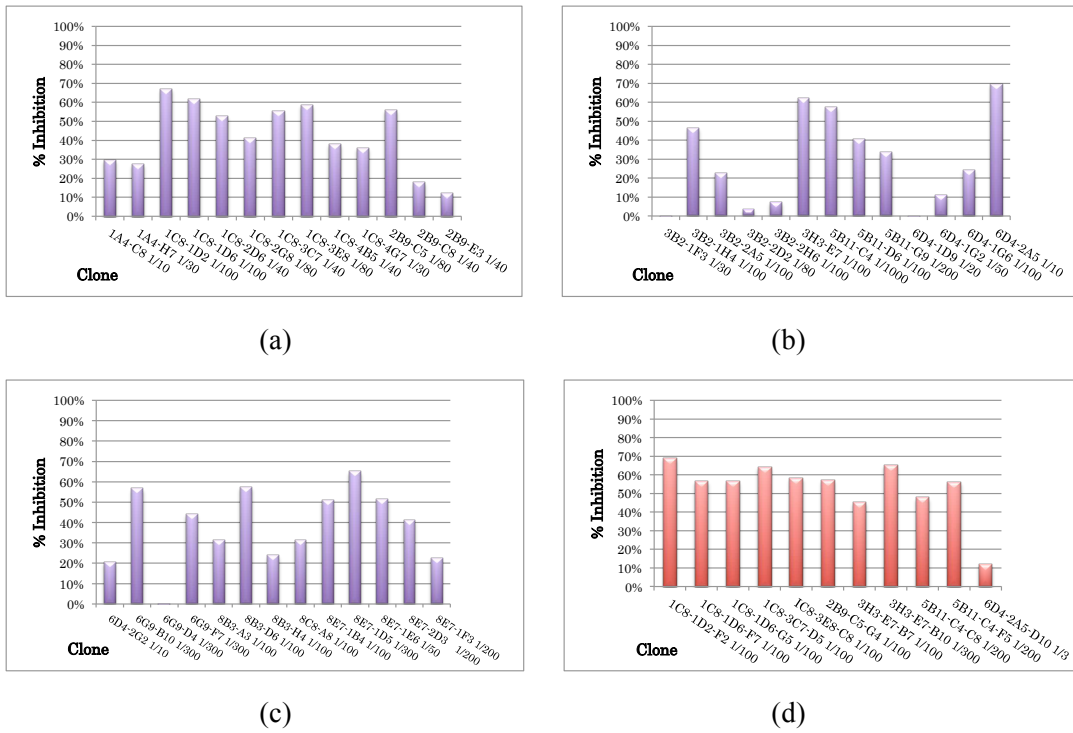 100%
90%
80%
70%
60%
50%
40%
30%
20%
10%
0%
% Inhibition
1A4-C8 1/10
1A4-H7 1/30
1C8-1D2 1/100
1C8-1D6 1/100
1C8-2D6 1/40
1C8-2G8 1/80
1C8-3C7 1/40
1C8-3E8 1/80
1C8-4B5 1/40
1C8-4G7 1/30
2B9-C5 1/80
2B9-C8 1/40
2B9-E3 1/40
Clone
(a)
100%
90%
80%
70%
60%
50%
40%
30%
20%
10%
0%
% Inhibition
3B2-1F3 1/30
3B2-1H4 1/100
3B2-2A5 1/100
3B2-2D2 1/80
3B2-2H6 1/100
3H3-E7 1/100
5B11-C4 1/1000
5B11-D6 1/100
5B11-G9 1/200
6D4-1D9 1/20
6D4-1G2 1/50
6D4-1G6 1/100
6D4-2A5 1/10
Clone
(b)
100%
90%
80%
70%
60%
50%
40%
30%
20%
10%
0%
% Inhibition
6D4-2G2 1/10
6G9-B10 1/300
6G9-D4 1/300
6G9-F7 1/300
8B3-A3 1/100
8B3-D6 1/100
8B3-H4 1/100
8C8-A8 1/100
8E7-1B4 1/100
8E7-1D5 1/300
8E7-1E6 1/50
8E7-2D3 1/200
8E7-1F3 1/200
Clone
(c)
100%
90%
80%
70%
60%
50%
40%
30%
20%
10%
0%
% Inhibition
1C8-1D2-F2 1/100
1C8-1D6-F7 1/100
1C8-1D6-G5 1/100
1C8-3C7-D5 1/100
IC8-3E8-C8 1/100
2B9-C5-G4 1/100
3H3-E7-B7 1/100
3H3-E7-B10 1/300
5B11-C4-C8 1/200
5B11-C4-F5 1/200
6D4-2A5-D10 1/3
Clone
(d)